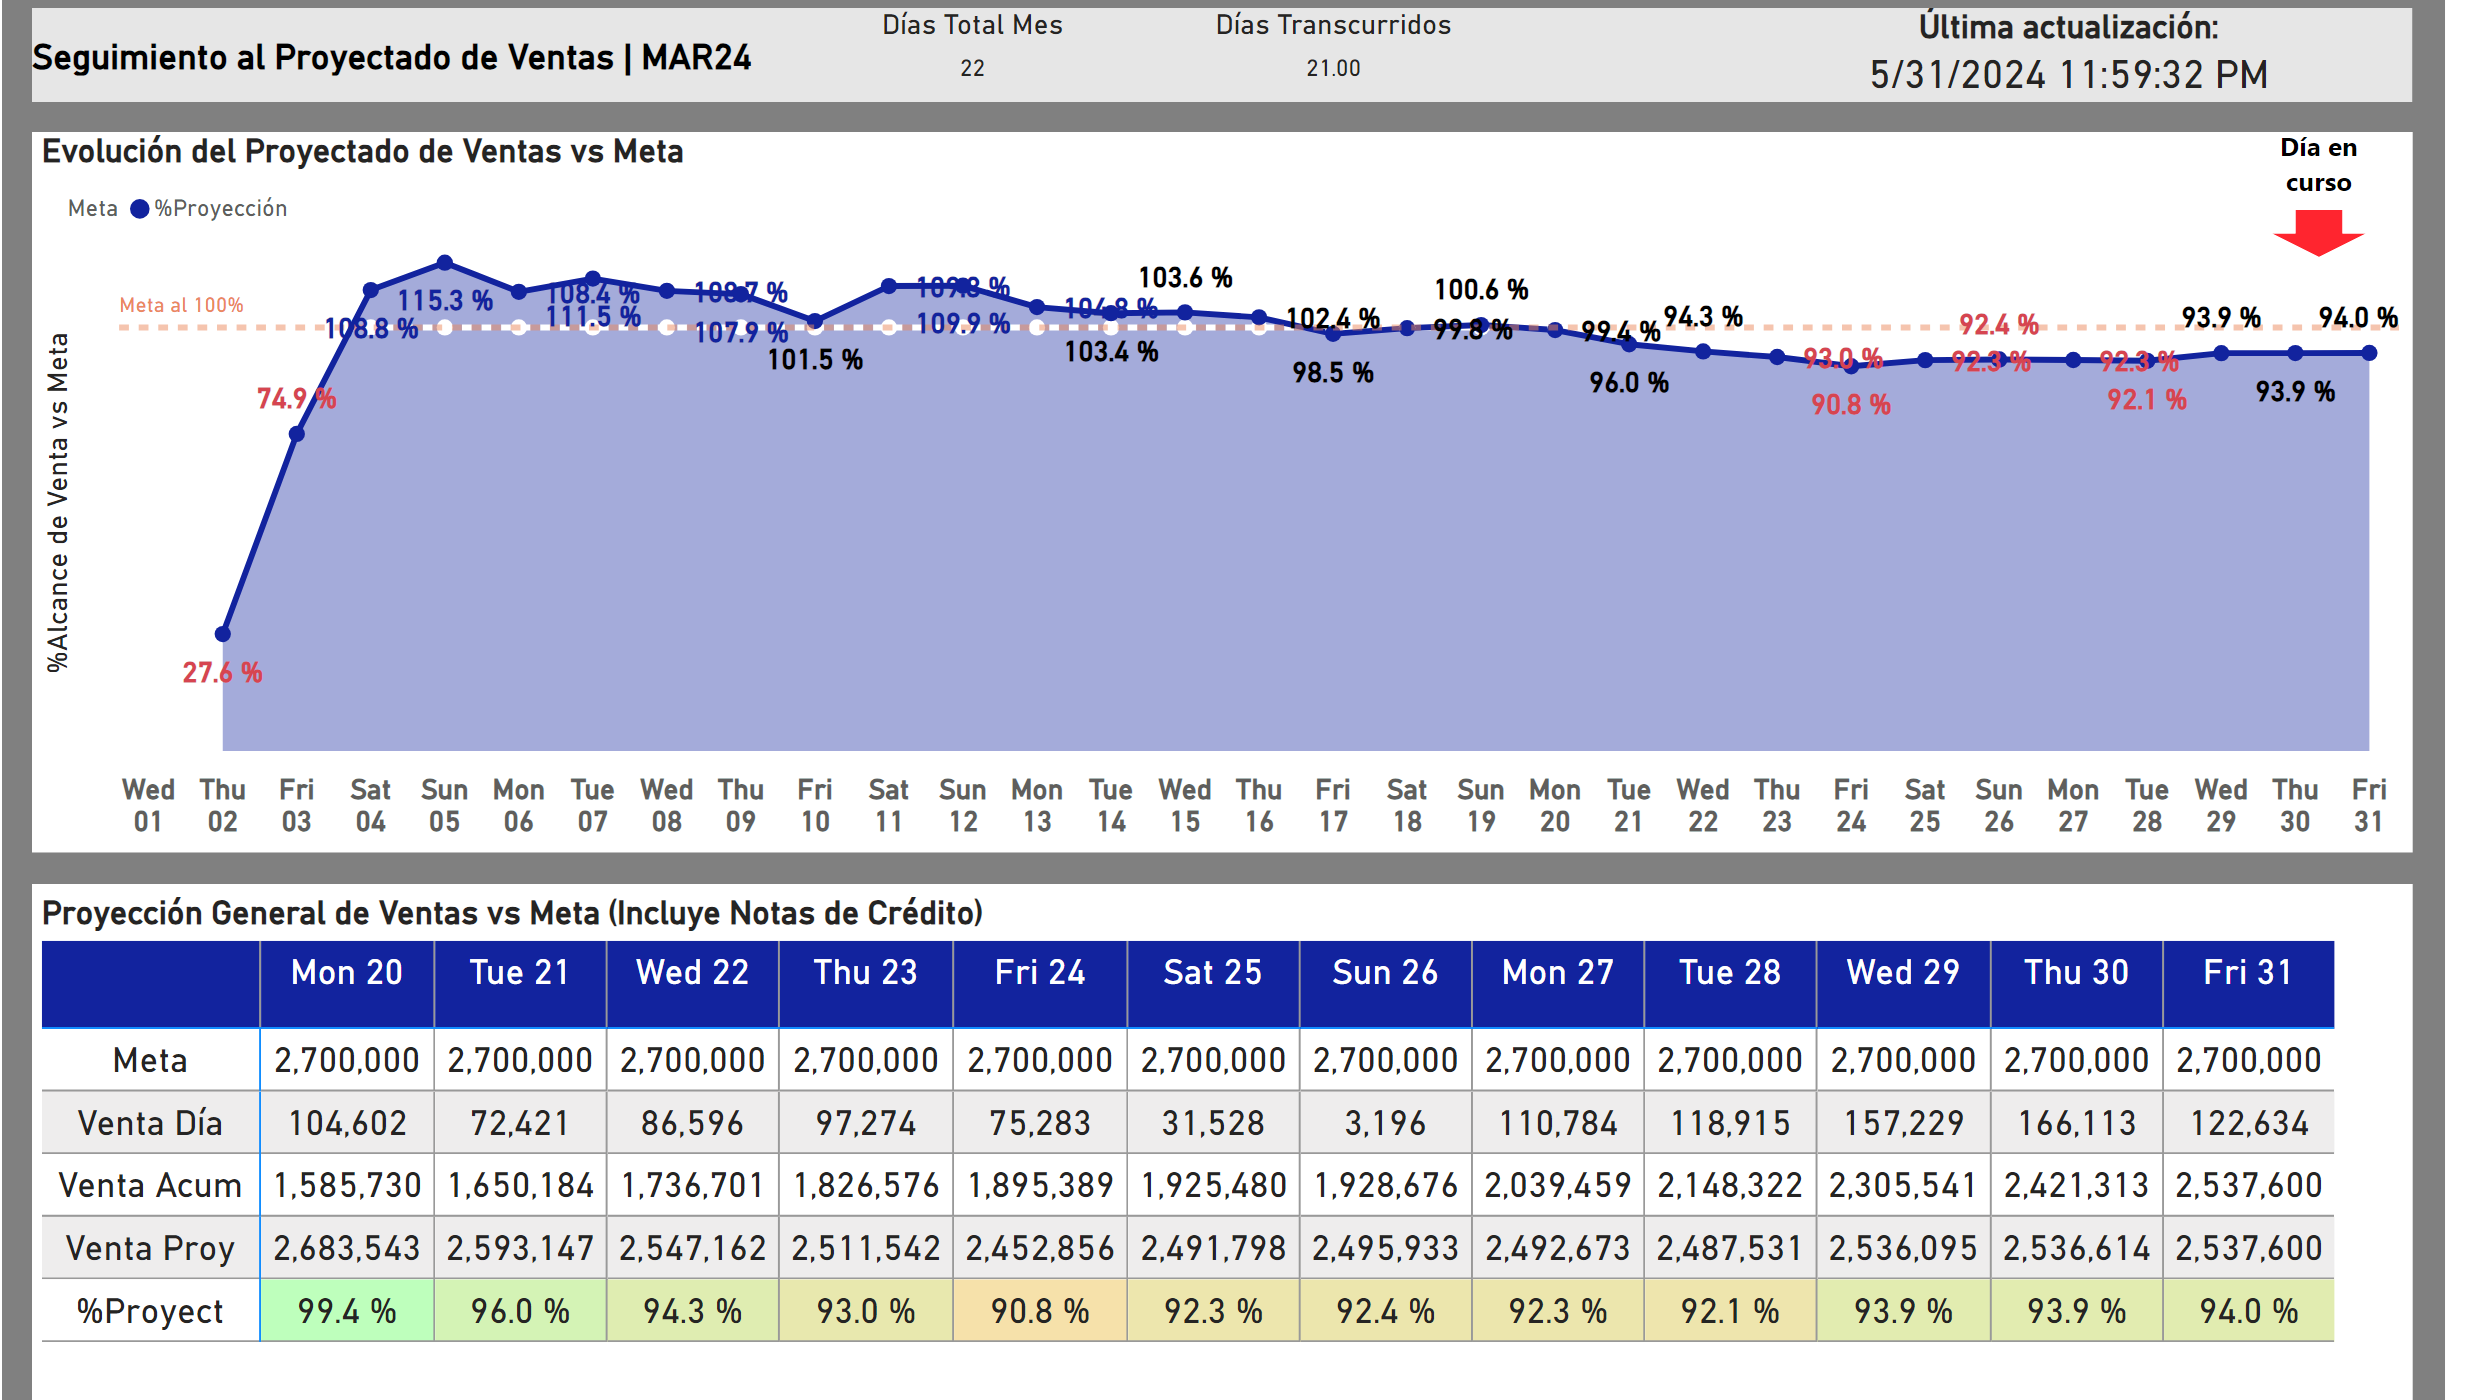 Seguimiento al Proyectado de Ventas | MAR24
Días Total Mes
22
Días Transcurridos
21.00
Última actualización:
5/31/2024 11:59:32 PM
Evolución del Proyectado de Ventas vs Meta
Día en
curso
Meta %Proyección
Meta al 100%
%Alcance de Venta vs Meta
27.6 %
74.9 %
108.8 %
115.3 %
108.4 %
111.5 %
108.7 %
107.9 %
101.5 %
109.8 %
109.9 %
104.8 %
103.4 %
103.6 %
102.4 %
98.5 %
99.8 %
100.6 %
99.4 %
96.0 %
94.3 %
93.0 %
90.8 %
92.3 %
92.4 %
92.3 %
92.1 %
93.9 %
93.9 %
94.0 %
Wed Thu Fri Sat Sun Mon Tue Wed Thu Fri Sat Sun Mon Tue Wed Thu Fri Sat Sun Mon Tue Wed Thu Fri Sat Sun Mon Tue Wed Thu Fri
01 02 03 04 05 06 07 08 09 10 11 12 13 14 15 16 17 18 19 20 21 22 23 24 25 26 27 28 29 30 31
Proyección General de Ventas vs Meta (Incluye Notas de Crédito)
Mon 20 Tue 21 Wed 22 Thu 23 Fri 24 Sat 25 Sun 26 Mon 27 Tue 28 Wed 29 Thu 30 Fri 31
Meta 2,700,000 2,700,000 2,700,000 2,700,000 2,700,000 2,700,000 2,700,000 2,700,000 2,700,000 2,700,000 2,700,000 2,700,000
Venta Día 104,602 72,421 86,596 97,274 75,283 31,528 3,196 110,784 118,915 157,229 166,113 122,634
Venta Acum 1,585,730 1,650,184 1,736,701 1,826,576 1,895,389 1,925,480 1,928,676 2,039,459 2,148,322 2,305,541 2,421,313 2,537,600
Venta Proy 2,683,543 2,593,147 2,547,162 2,511,542 2,452,856 2,491,798 2,495,933 2,492,673 2,487,531 2,536,095 2,536,614 2,537,600
%Proyect 99.4 % 96.0 % 94.3 % 93.0 % 90.8 % 92.3 % 92.4 % 92.3 % 92.1 % 93.9 % 93.9 % 94.0 %